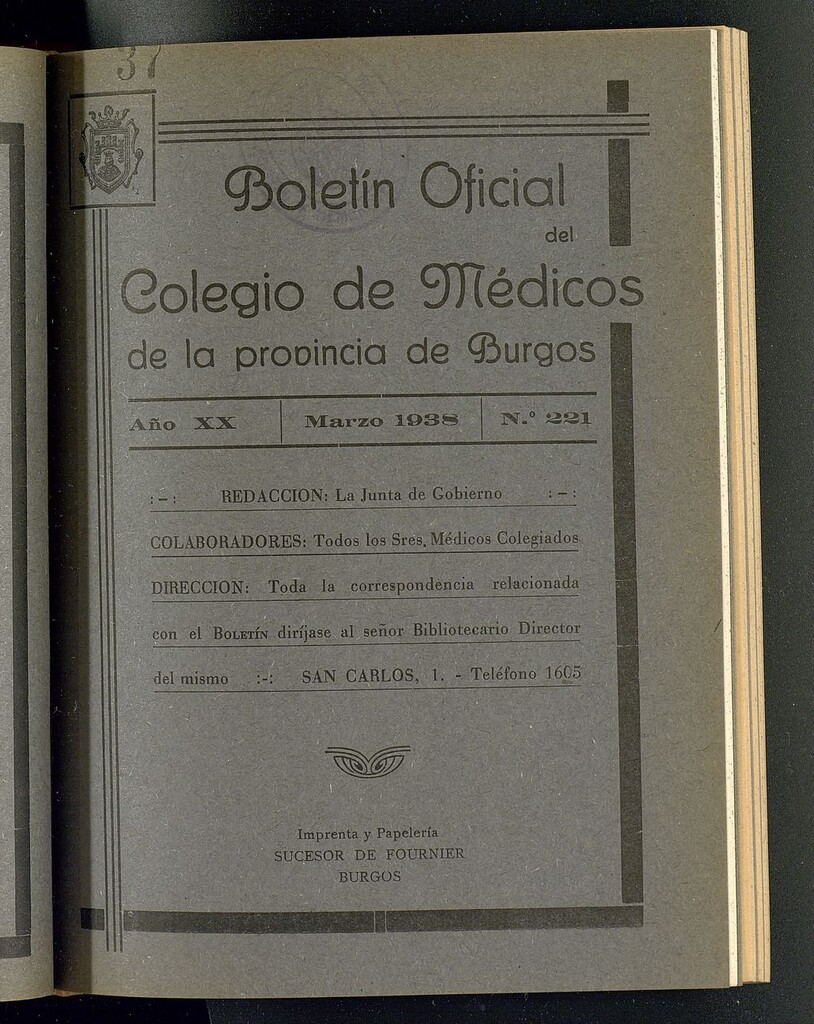 37
Boletín Oficial
del
Colegio de Médicos
de la provincia de Burgos
Año XX Marzo 1938 N.º 221
:-: REDACCION: La Junta de Gobierno :-:
COLABORADORES: Todos los Sres. Médicos Colegiados
DIRECCION: Toda la correspondencia relacionada
con el BOLETÍN diríjase al señor Bibliotecario Director
del mismo :-: SAN CARLOS, 1. - Teléfono 1605
Imprenta y Papelería
SUCESOR DE FOURNIER
BURGOS